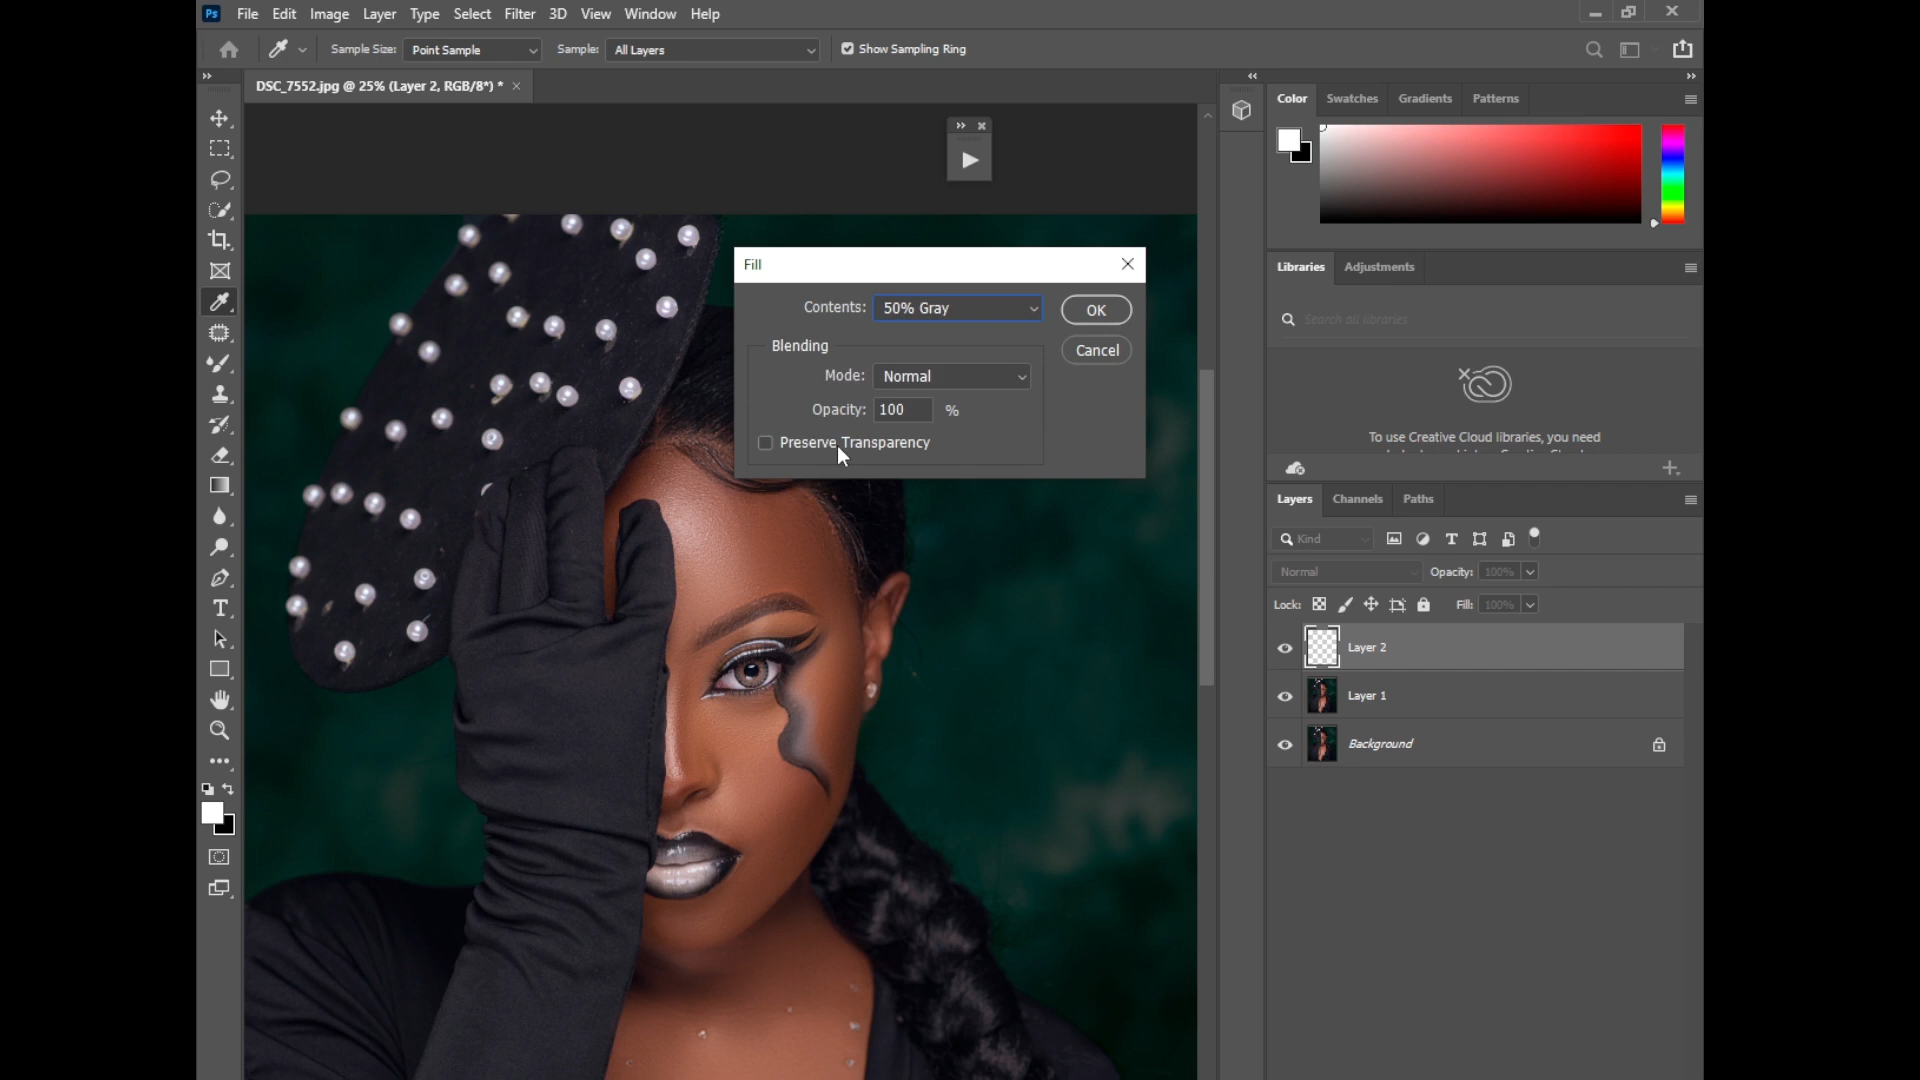 Ps File Edit Image Layer Type Select Filter 3D View Window Help
Sample Size: Point Sample Sample: All Layers Show Sampling Ring
DSC_7552.jpg @ 25% (Layer 2, RGB/8*) *
Color Swatches Gradients Patterns
Fill
Contents: 50% Gray OK
Blending Cancel
Mode: Normal
Opacity: 100 %
Preserve Transparency
Libraries Adjustments
Search all libraries
To use Creative Cloud libraries, you need
Layers Channels Paths
Kind
Normal Opacity: 100%
Lock: Fill: 100%
Layer 2
Layer 1
Background